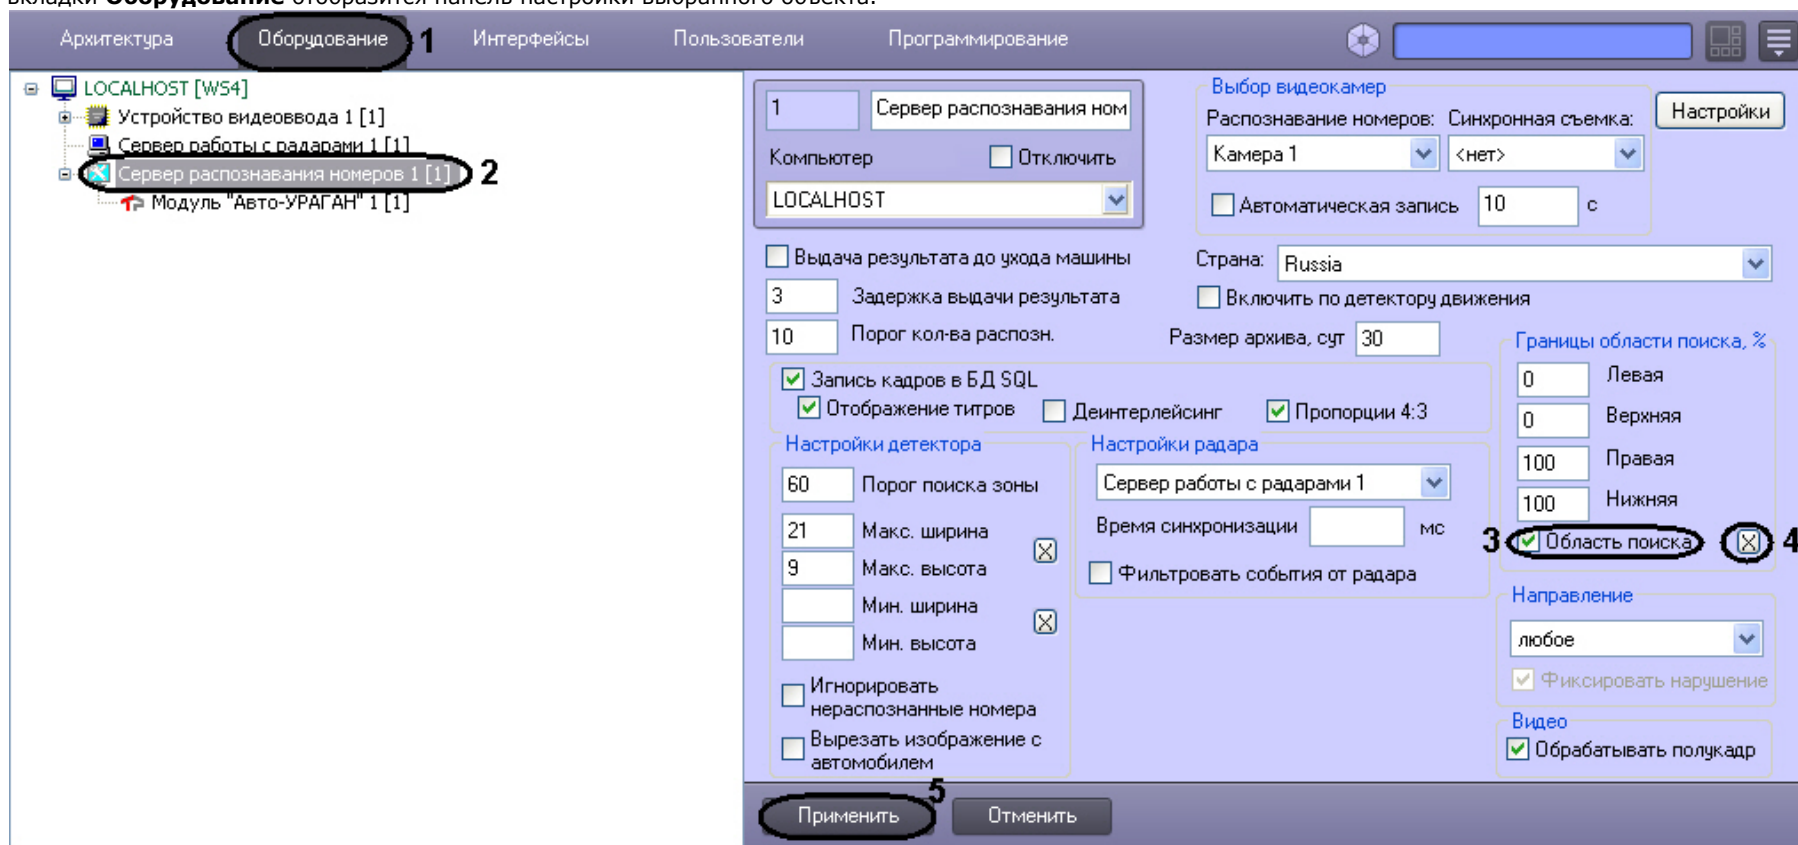 вкладки Оборудование отобразится панель настройки выбранного объекта.
Архитектура Оборудование 1 Интерфейсы Пользователи Программирование
LOCALHOST [WS4]
Устройство видеоввода 1 [1]
Сервер работы с радарами 1 [1]
Сервер распознавания номеров 1 [1] 2
Модуль "Авто-УРАГАН" 1 [1]
1 Сервер распознавания ном
Компьютер Отключить
LOCALHOST
Выбор видеокамер
Распознавание номеров: Синхронная съемка:
Камера 1 <нет>
Автоматическая запись 10 с
Настройки
Выдача результата до ухода машины
3 Задержка выдачи результата
10 Порог кол-ва распозн.
Страна: Russia
Включить по детектору движения
Размер архива, сут 30
Запись кадров в БД SQL
Отображение титров Деинтерлейсинг Пропорции 4:3
Границы области поиска, %
0 Левая
0 Верхняя
100 Правая
100 Нижняя
3 Область поиска 4
Настройки детектора
60 Порог поиска зоны
21 Макс. ширина
9 Макс. высота
Мин. ширина
Мин. высота
Игнорировать
нераспознанные номера
Вырезать изображение с
автомобилем
Настройки радара
Сервер работы с радарами 1
Время синхронизации мс
Фильтровать события от радара
Направление
любое
Фиксировать нарушение
Видео
Обрабатывать полукадр
Применить 5 Отменить